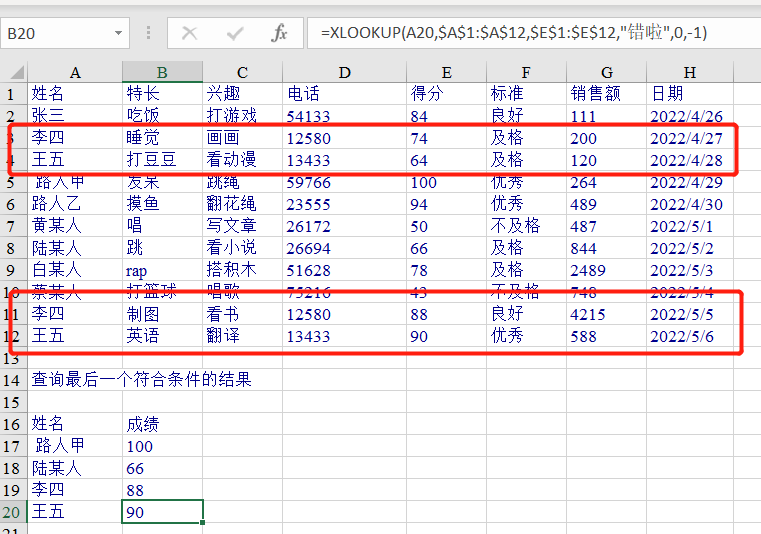 B20 fx =XLOOKUP(A20,$A$1:$A$12,$E$1:$E$12,"错啦",0,-1)
A B C D E F G H
1 姓名 特长 兴趣 电话 得分 标准 销售额 日期
2 张三 吃饭 打游戏 54133 84 良好 111 2022/4/26
3 李四 睡觉 画画 12580 74 及格 200 2022/4/27
4 王五 打豆豆 看动漫 13433 64 及格 120 2022/4/28
5 路人甲 发呆 跳绳 59766 100 优秀 264 2022/4/29
6 路人乙 摸鱼 翻花绳 23555 94 优秀 489 2022/4/30
7 黄某人 唱 写文章 26172 50 不及格 487 2022/5/1
8 陆某人 跳 看小说 26694 66 及格 844 2022/5/2
9 白某人 rap 搭积木 51628 78 及格 2489 2022/5/3
10 蔡某人 打篮球 唱歌 75216 43 不及格 748 2022/5/4
11 李四 制图 看书 12580 88 良好 4215 2022/5/5
12 王五 英语 翻译 13433 90 优秀 588 2022/5/6
13
14 查询最后一个符合条件的结果
15
16 姓名 成绩
17 路人甲 100
18 陆某人 66
19 李四 88
20 王五 90
21